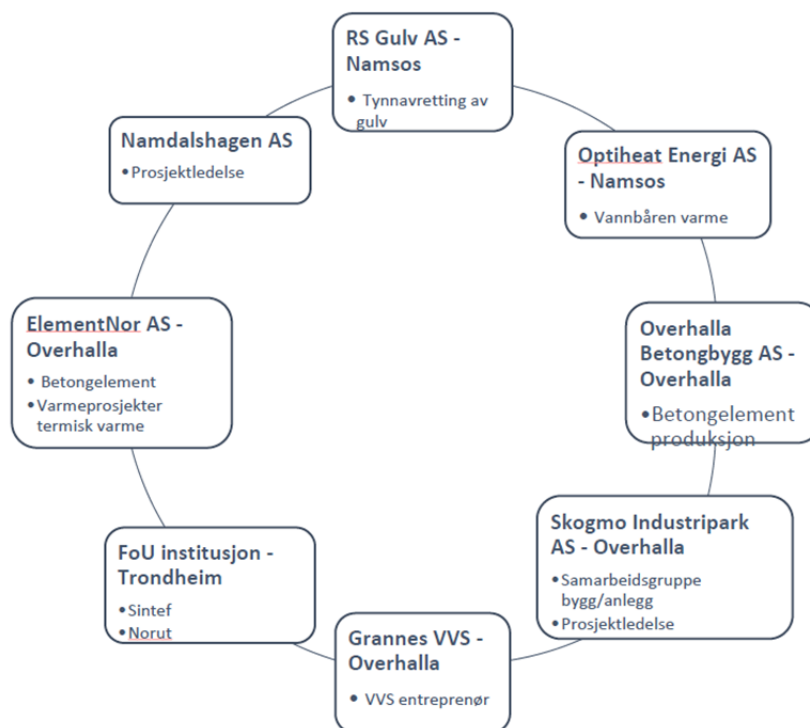 RS Gulv AS -
Namsos
• Tynnavretting av
gulv
Optiheat Energi AS
- Namsos
• Vannbåren varme
Overhalla
Betongbygg AS -
Overhalla
•Betongelement
produksjon
Skogmo Industripark
AS - Overhalla
•Samarbeidsgruppe
bygg/anlegg
•Prosjektledelse
Grannes VVS -
Overhalla
• VVS entreprenør
FoU institusjon -
Trondheim
•Sintef
•Norut
ElementNor AS -
Overhalla
• Betongelement
•Varmeprosjekter
termisk varme
Namdalshagen AS
•Prosjektledelse